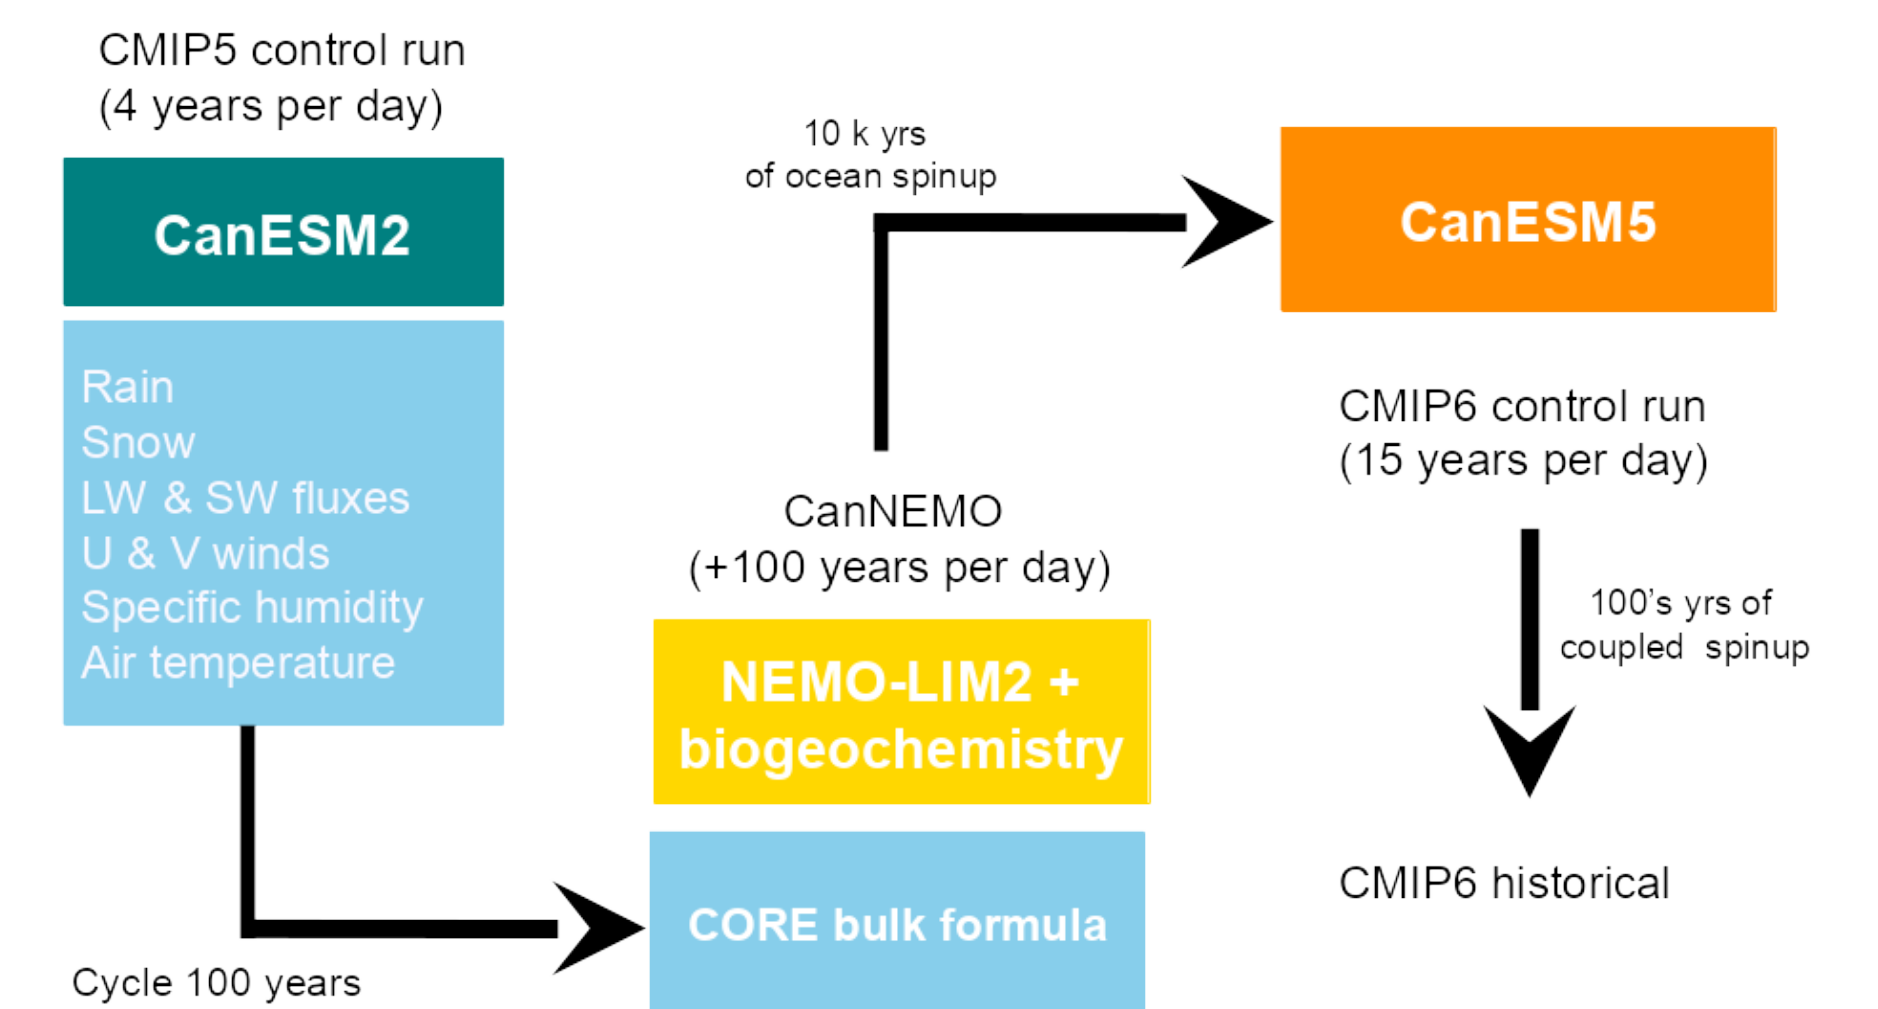 CMIP5 control run
(4 years per day)
CanESM2
Rain
Snow
LW & SW fluxes
U & V winds
Specific humidity
Air temperature
Cycle 100 years
10 k yrs
of ocean spinup
CanNEMO
(+100 years per day)
NEMO-LIM2 +
biogeochemistry
CORE bulk formula
CanESM5
CMIP6 control run
(15 years per day)
100’s yrs of
coupled spinup
CMIP6 historical